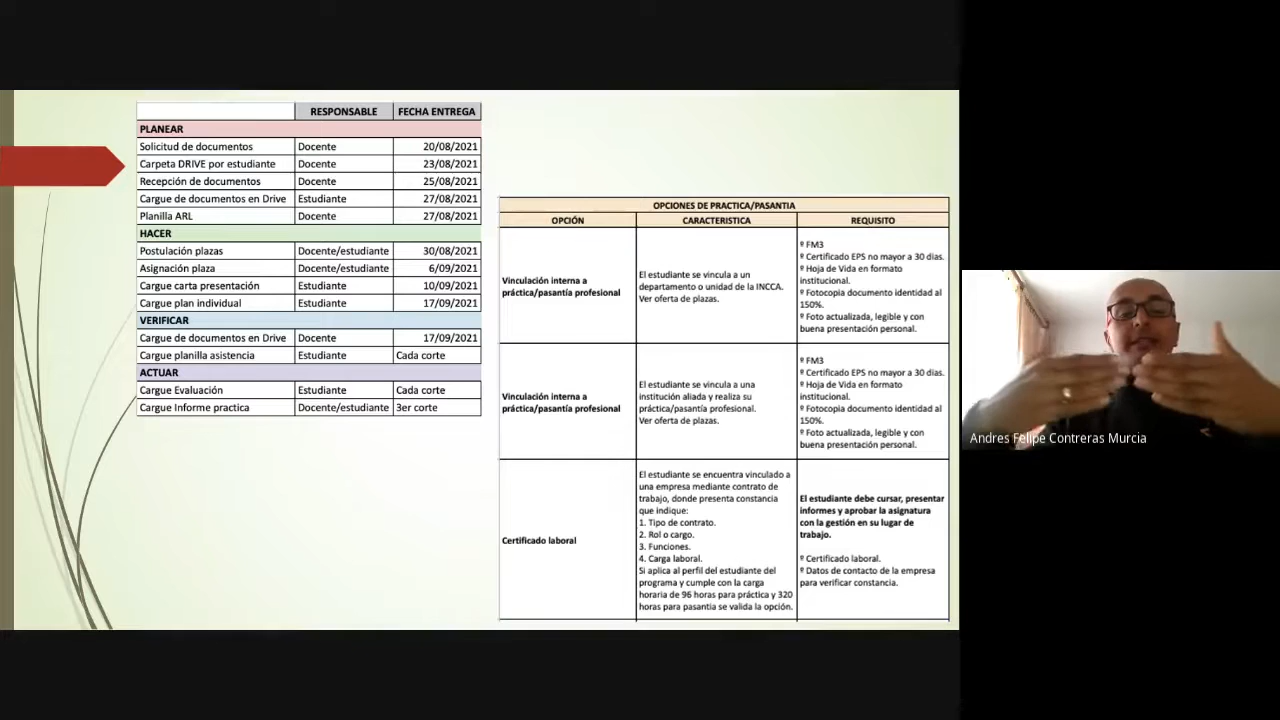 RESPONSABLE FECHA ENTREGA
PLANEAR
Solicitud de documentos Docente 20/08/2021
Carpeta DRIVE por estudiante Docente 23/08/2021
Recepción de documentos Docente 25/08/2021
Cargue de documentos en Drive Estudiante 27/08/2021
Planilla ARL Docente 27/08/2021
HACER
Postulación plazas Docente/estudiante 30/08/2021
Asignación plaza Docente/estudiante 6/09/2021
Cargue carta presentación Estudiante 10/09/2021
Cargue plan individual Estudiante 17/09/2021
VERIFICAR
Cargue de documentos en Drive Docente 17/09/2021
Cargue planilla asistencia Estudiante Cada corte
ACTUAR
Cargue Evaluación Estudiante Cada corte
Cargue Informe practica Docente/estudiante 3er corte
OPCIONES DE PRACTICA/PASANTIA
OPCIÓN CARACTERISTICA REQUISITO
Vinculación interna a
práctica/pasantía profesional
El estudiante se vincula a un
departamento o unidad de la INCCA.
Ver oferta de plazas.
º FM3
º Certificado EPS no mayor a 30 dias.
º Hoja de Vida en formato
institucional.
º Fotocopia documento identidad al
150%.
º Foto actualizada, legible y con
buena presentación personal.
Vinculación interna a
práctica/pasantía profesional
El estudiante se vincula a una
institución aliada y realiza su
práctica/pasantía profesional.
Ver oferta de plazas.
º FM3
º Certificado EPS no mayor a 30 dias.
º Hoja de Vida en formato
institucional.
º Fotocopia documento identidad al
150%.
º Foto actualizada, legible y con
buena presentación personal.
Certificado laboral
El estudiante se encuentra vinculado a
una empresa mediante contrato de
trabajo, donde presenta constancia
que indique:
1. Tipo de contrato.
2. Rol o cargo.
3. Funciones.
4. Carga laboral.
Si aplica al perfil del estudiante del
programa y cumple con la carga
horaria de 96 horas para práctica y 320
horas para pasantia se valida la opción.
El estudiante debe cursar, presentar
informes y aprobar la asignatura
con la gestión en su lugar de
trabajo.
º Certificado laboral.
º Datos de contacto de la empresa
para verificar constancia.
Andres Felipe Contreras Murcia